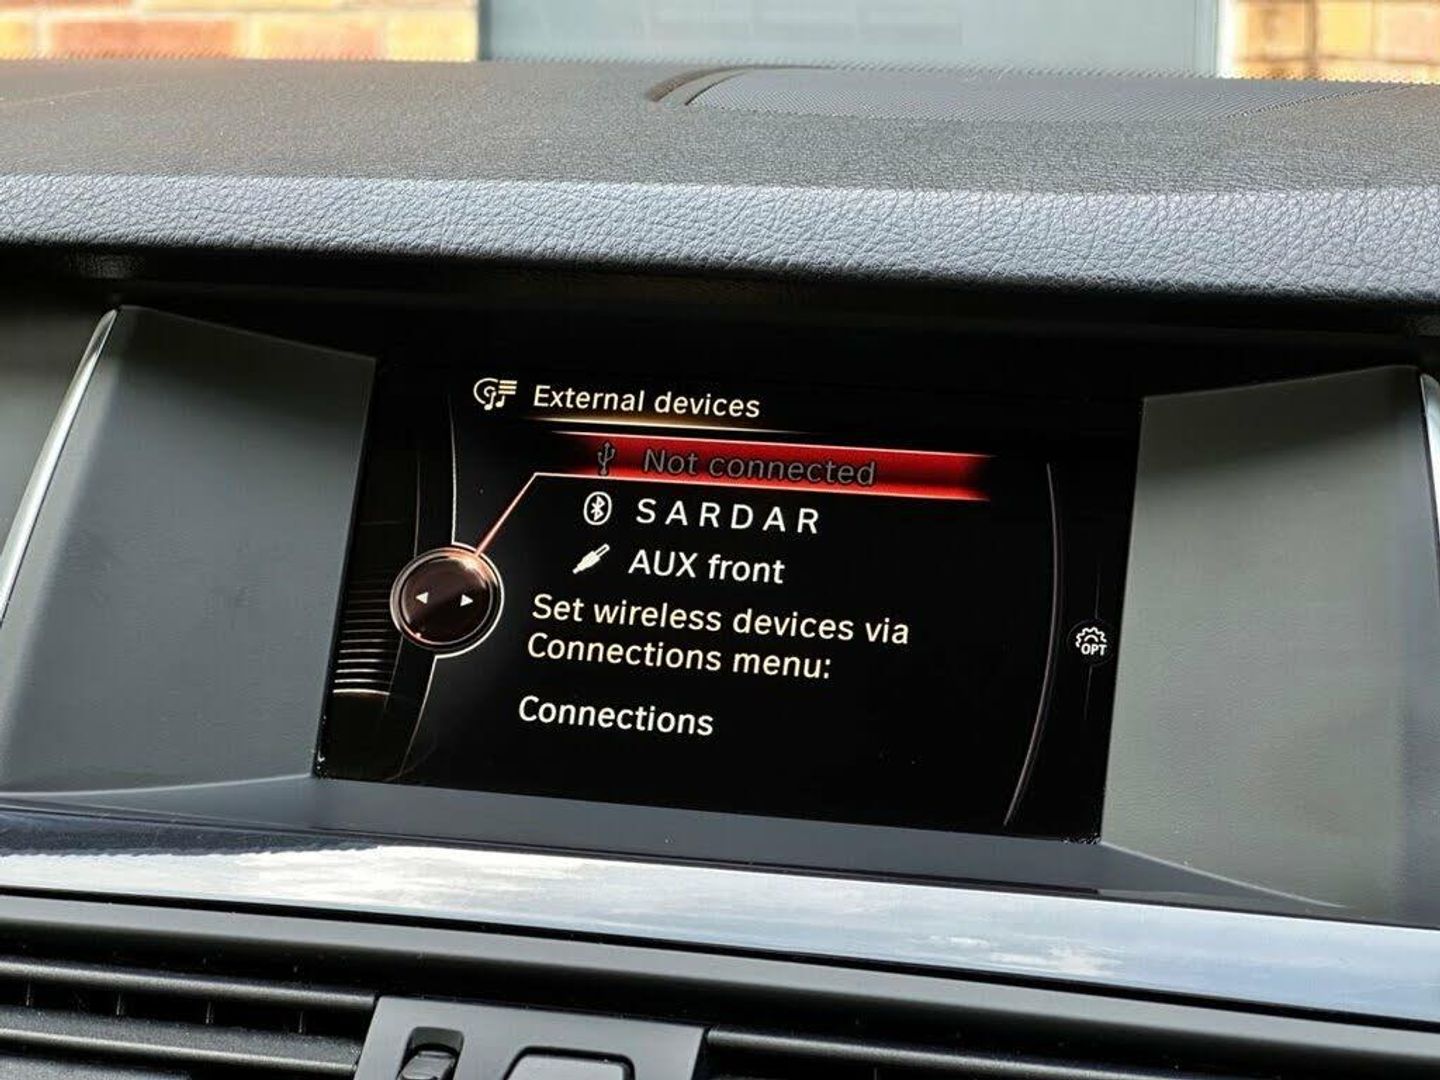 External devices
Not connected
SARDAR
AUX front
Set wireless devices via
Connections menu:
OPT
Connections